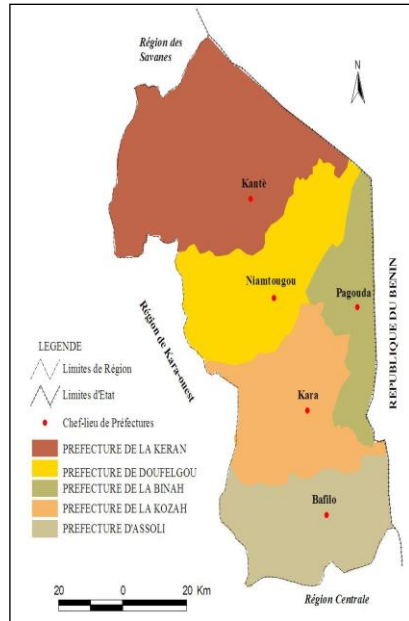 Région des
Savanes
N
Kantè
Niamtougou
Pagouda
REPUBLIQUE DU BENIN
Région de Kara-ouest
LEGENDE
Limites de Région
Limites d'Etat
Chef-lieu de Préfectures
Kara
PREFECTURE DE LA KERAN
PREFECTURE DE DOUFELGOU
PREFECTURE DE LA BINAH
PREFECTURE DE LA KOZAH
PREFECTURE D'ASSOLI
Bafilo
20 0 20 Km
Région Centrale